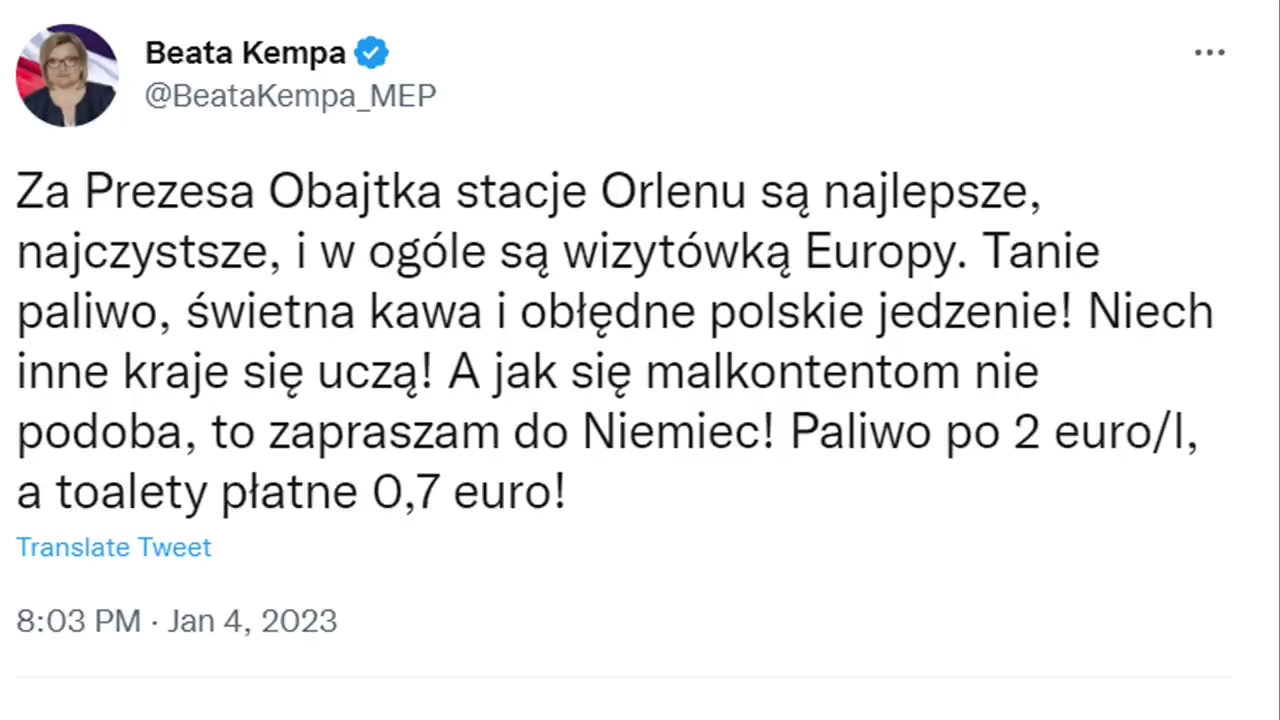 Beata Kempa
@BeataKempa_MEP
Za Prezesa Obajtka stacje Orlenu są najlepsze,
najczystsze, i w ogóle są wizytówką Europy. Tanie
paliwo, świetna kawa i obłędne polskie jedzenie! Niech
inne kraje się uczą! A jak się malkontentom nie
podoba, to zapraszam do Niemiec! Paliwo po 2 euro/l,
a toalety płatne 0,7 euro!
Translate Tweet
8:03 PM · Jan 4, 2023